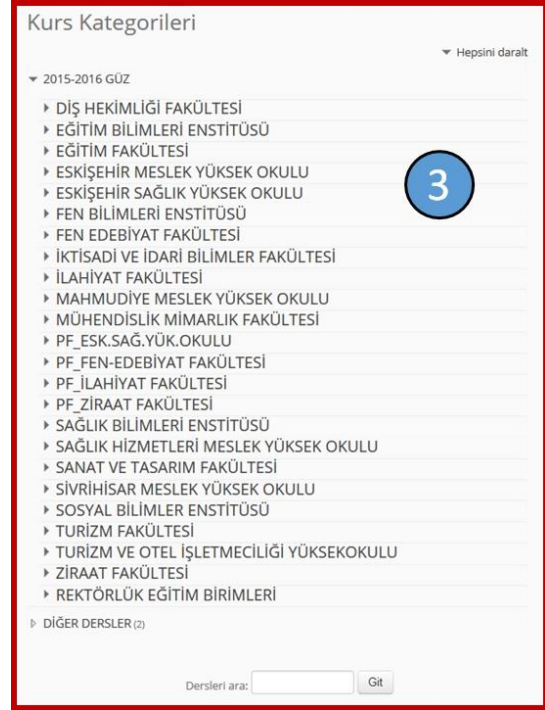 Kurs Kategorileri
Hepsini daralt
2015-2016 GÜZ
DİŞ HEKİMLİĞİ FAKÜLTESİ
EĞİTİM BİLİMLERİ ENSTİTÜSÜ
EĞİTİM FAKÜLTESİ
ESKİŞEHİR MESLEK YÜKSEK OKULU
3
ESKİŞEHİR SAĞLIK YÜKSEK OKULU
FEN BİLİMLERİ ENSTİTÜSÜ
FEN EDEBİYAT FAKÜLTESİ
İKTİSADİ VE İDARİ BİLİMLER FAKÜLTESİ
İLAHİYAT FAKÜLTESİ
MAHMUDİYE MESLEK YÜKSEK OKULU
MÜHENDİSLİK MİMARLIK FAKÜLTESİ
PF_ESK.SAĞ.YÜK.OKULU
PF_FEN-EDEBİYAT FAKÜLTESİ
PF_İLAHİYAT FAKÜLTESİ
PF_ZİRAAT FAKÜLTESİ
SAĞLIK BİLİMLERİ ENSTİTÜSÜ
SAĞLIK HİZMETLERİ MESLEK YÜKSEK OKULU
SANAT VE TASARIM FAKÜLTESİ
SİVRİHİSAR MESLEK YÜKSEK OKULU
SOSYAL BİLİMLER ENSTİTÜSÜ
TURİZM FAKÜLTESİ
TURİZM VE OTEL İŞLETMECİLİĞİ YÜKSEKOKULU
ZİRAAT FAKÜLTESİ
REKTÖRLÜK EĞİTİM BİRİMLERİ
DİĞER DERSLER (2)
Dersleri ara: Git